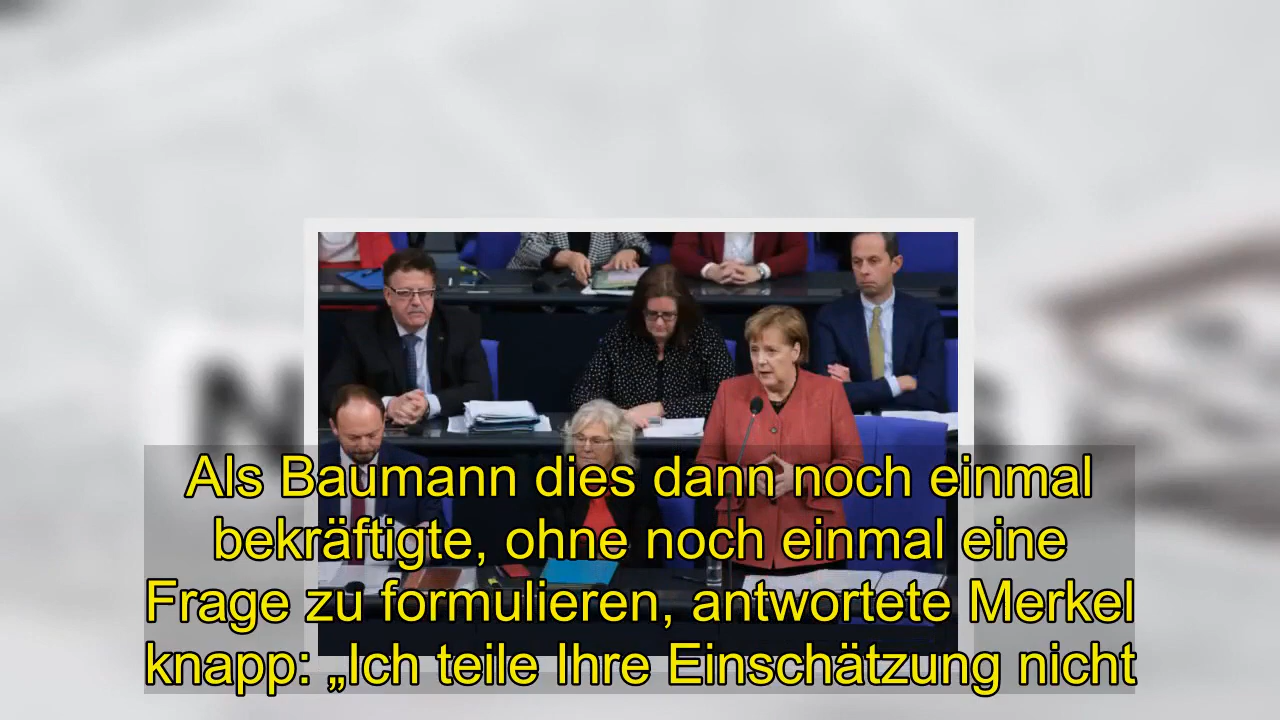 Als Baumann dies dann noch einmal
bekräftigte, ohne noch einmal eine
Frage zu formulieren, antwortete Merkel
knapp: „Ich teile Ihre Einschätzung nicht